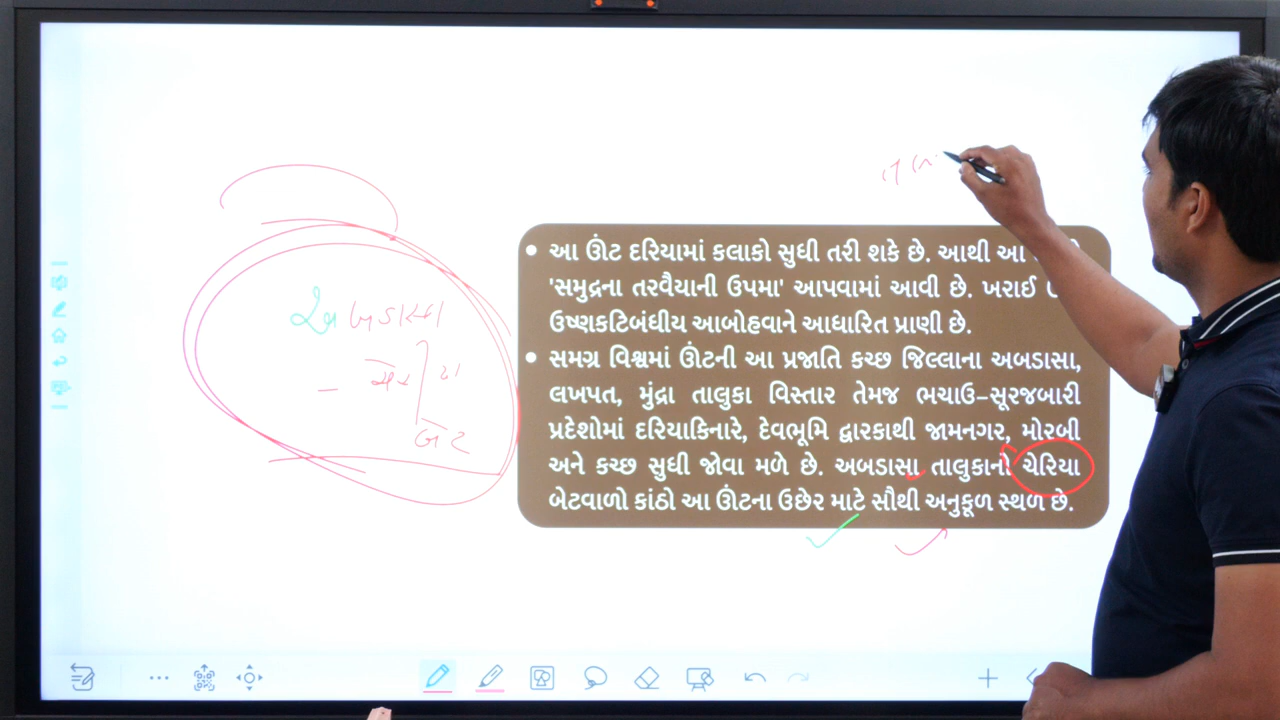 અબડાસા
- ચેરિયા
બેટ
• આ ઊંટ દરિયામાં કલાકો સુધી તરી શકે છે. આથી આ
'સમુદ્રના તરવૈયાની ઉપમા' આપવામાં આવી છે. ખરાઈ
ઉષ્ણકટિબંધીય આબોહવાને આધારિત પ્રાણી છે.
• સમગ્ર વિશ્વમાં ઊંટની આ પ્રજાતિ કચ્છ જિલ્લાના અબડાસા,
લખપત, મુંદ્રા તાલુકા વિસ્તાર તેમજ ભચાઉ–સૂરજબારી
પ્રદેશોમાં દરિયાકિનારે, દેવભૂમિ દ્વારકાથી જામનગર, મોરબી
અને કચ્છ સુધી જોવા મળે છે. અબડાસા તાલુકાનો ચેરિયા
બેટવાળો કાંઠો આ ઊંટના ઉછેર માટે સૌથી અનુકૂળ સ્થળ છે.